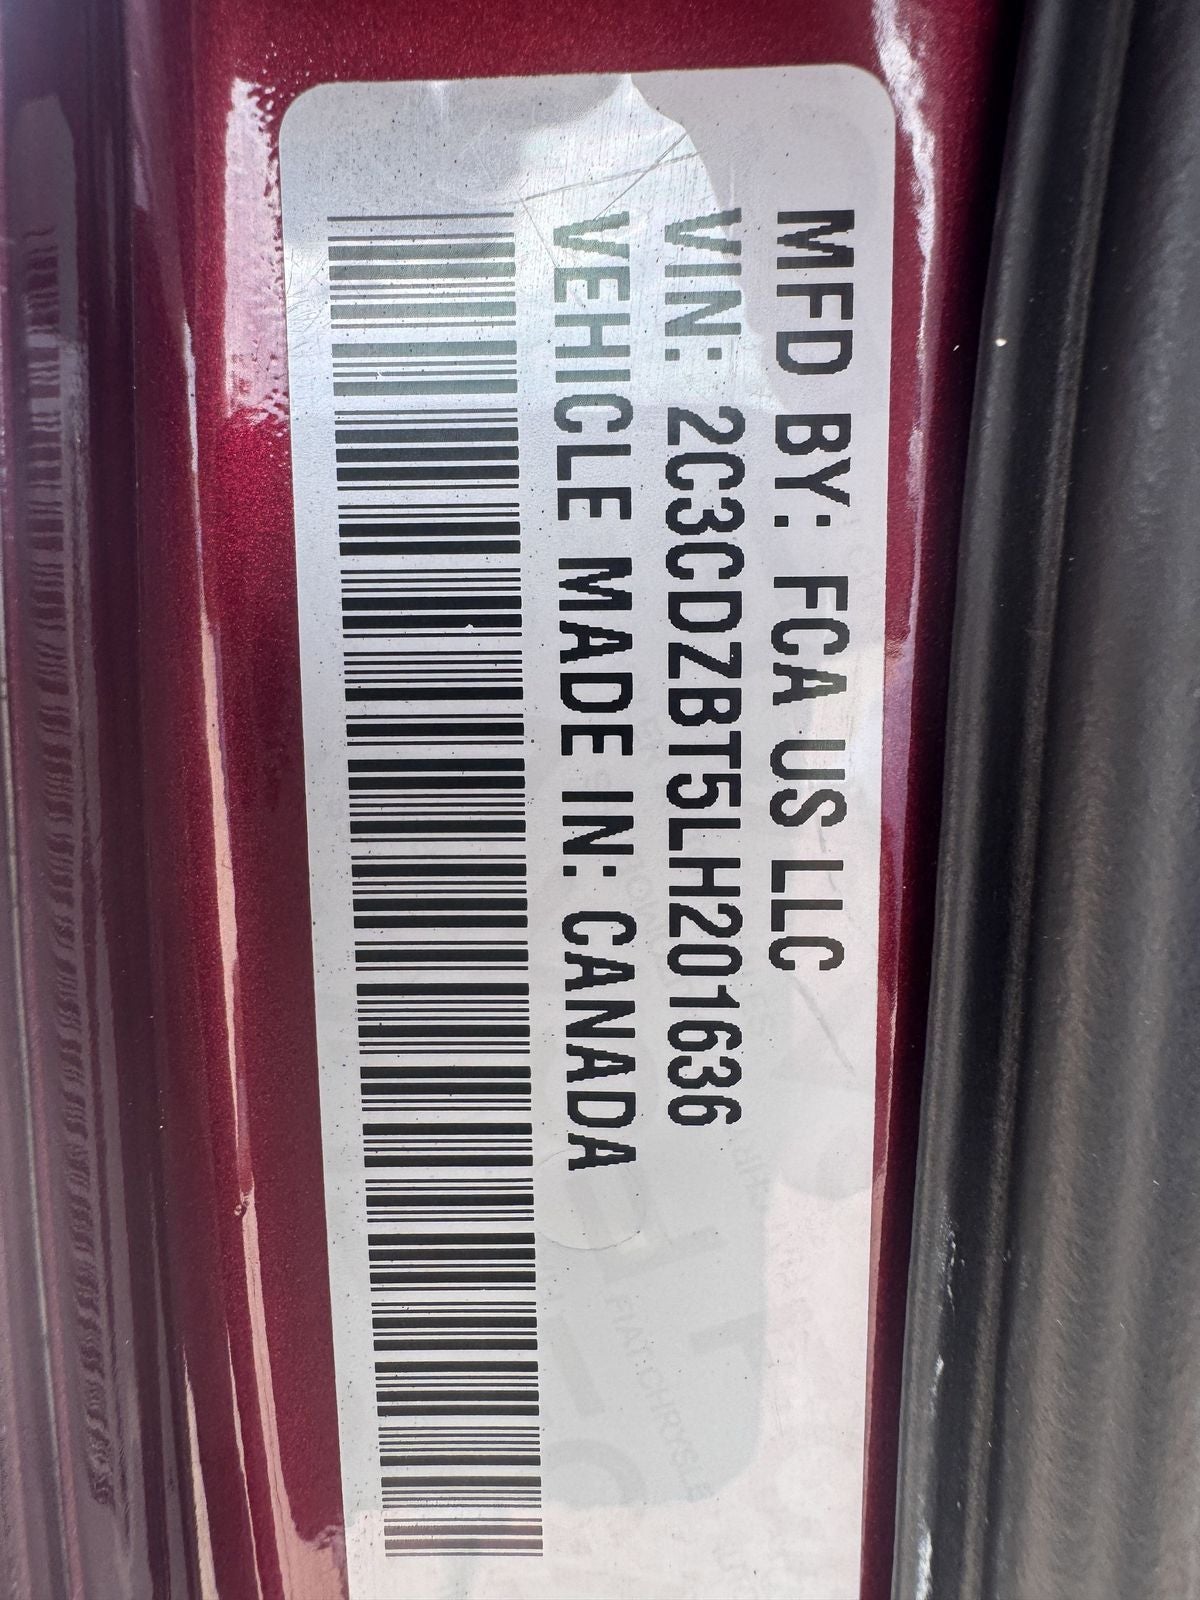 MFD BY: FCA US LLC
VIN: 2C3CDZBT5LH201636
VEHICLE MADE IN: CANADA